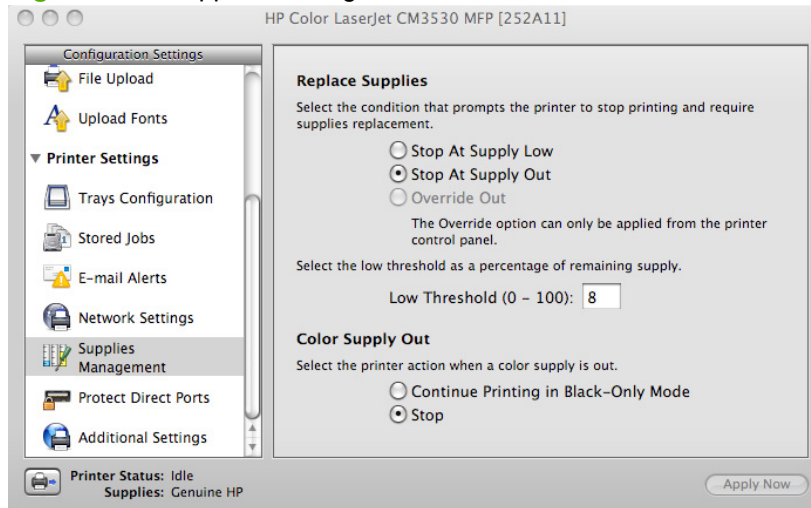 HP Color LaserJet CM3530 MFP [252A11]
Configuration Settings
File Upload
Upload Fonts
▼ Printer Settings
Trays Configuration
Stored Jobs
E-mail Alerts
Network Settings
Supplies
Management
Protect Direct Ports
Additional Settings
Replace Supplies
Select the condition that prompts the printer to stop printing and require
supplies replacement.
Stop At Supply Low
Stop At Supply Out
Override Out
The Override option can only be applied from the printer
control panel.
Select the low threshold as a percentage of remaining supply.
Low Threshold (0 – 100): 8
Color Supply Out
Select the printer action when a color supply is out.
Continue Printing in Black-Only Mode
Stop
Printer Status: Idle
Supplies: Genuine HP
Apply Now